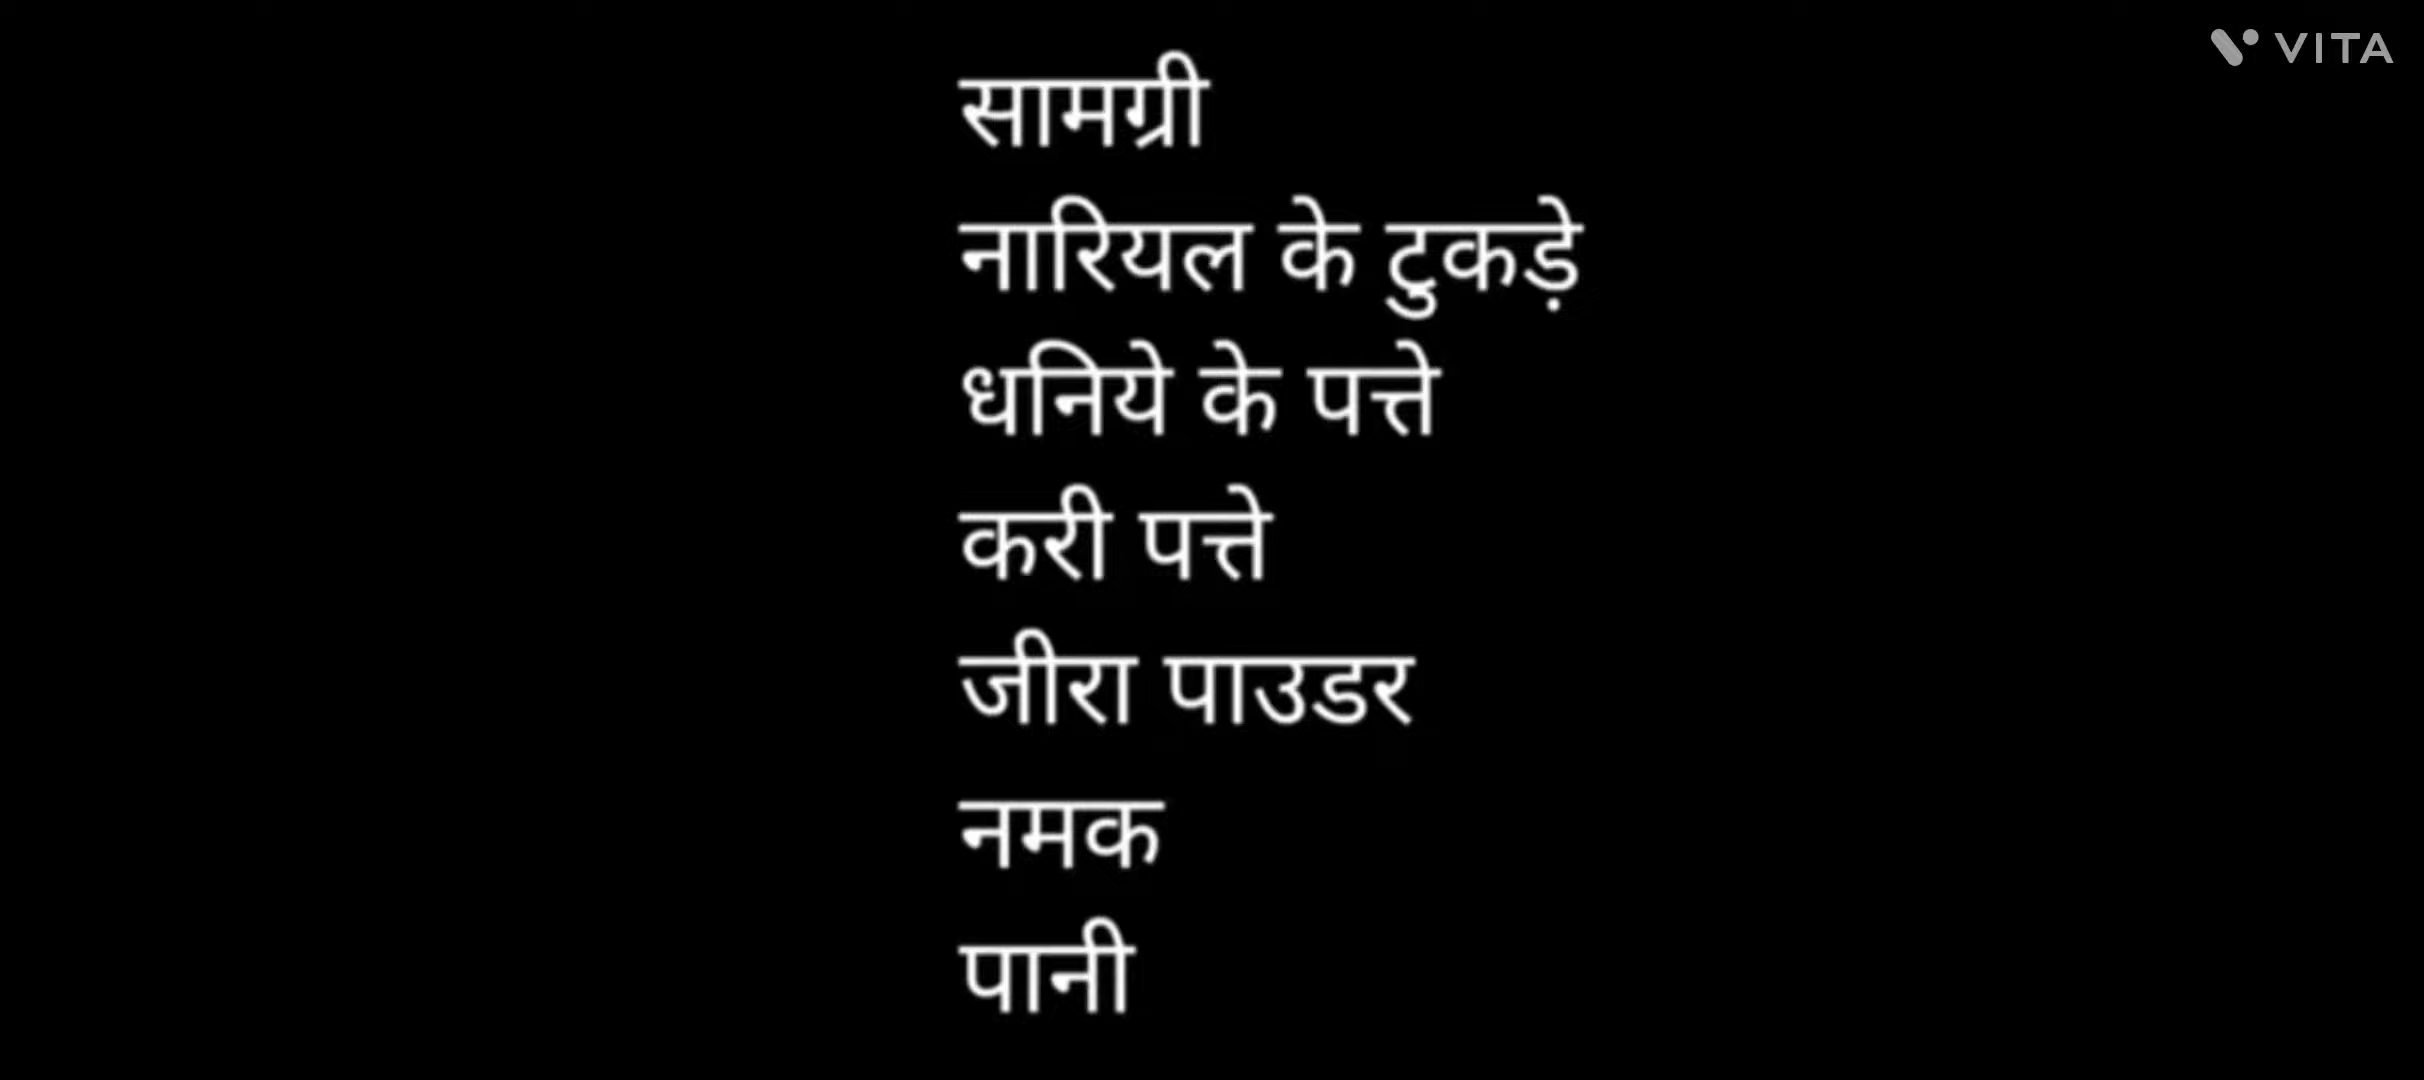 VITA
सामग्री
नारियल के टुकड़े
धनिये के पत्ते
करी पत्ते
जीरा पाउडर
नमक
पानी